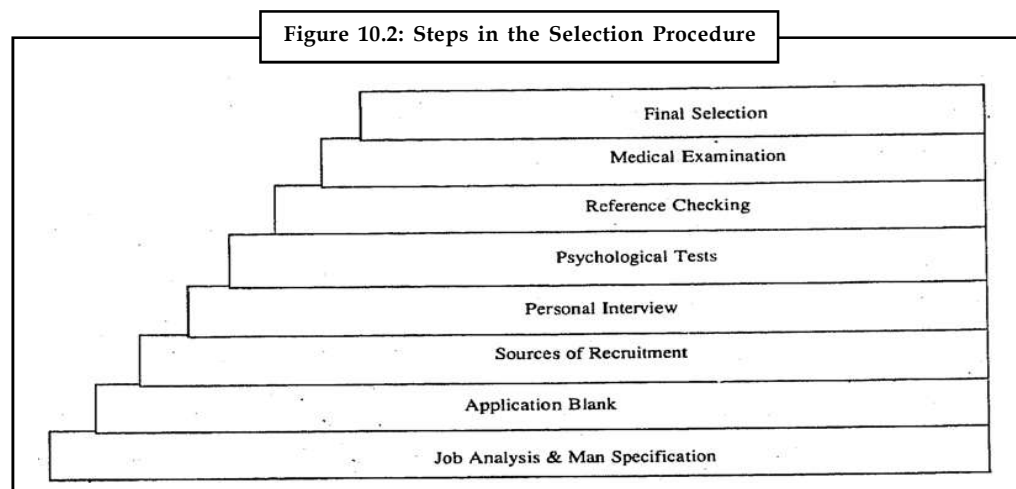 Figure 10.2: Steps in the Selection Procedure
Final Selection
Medical Examination
Reference Checking
Psychological Tests
Personal Interview
Sources of Recruitment
Application Blank
Job Analysis & Man Specification